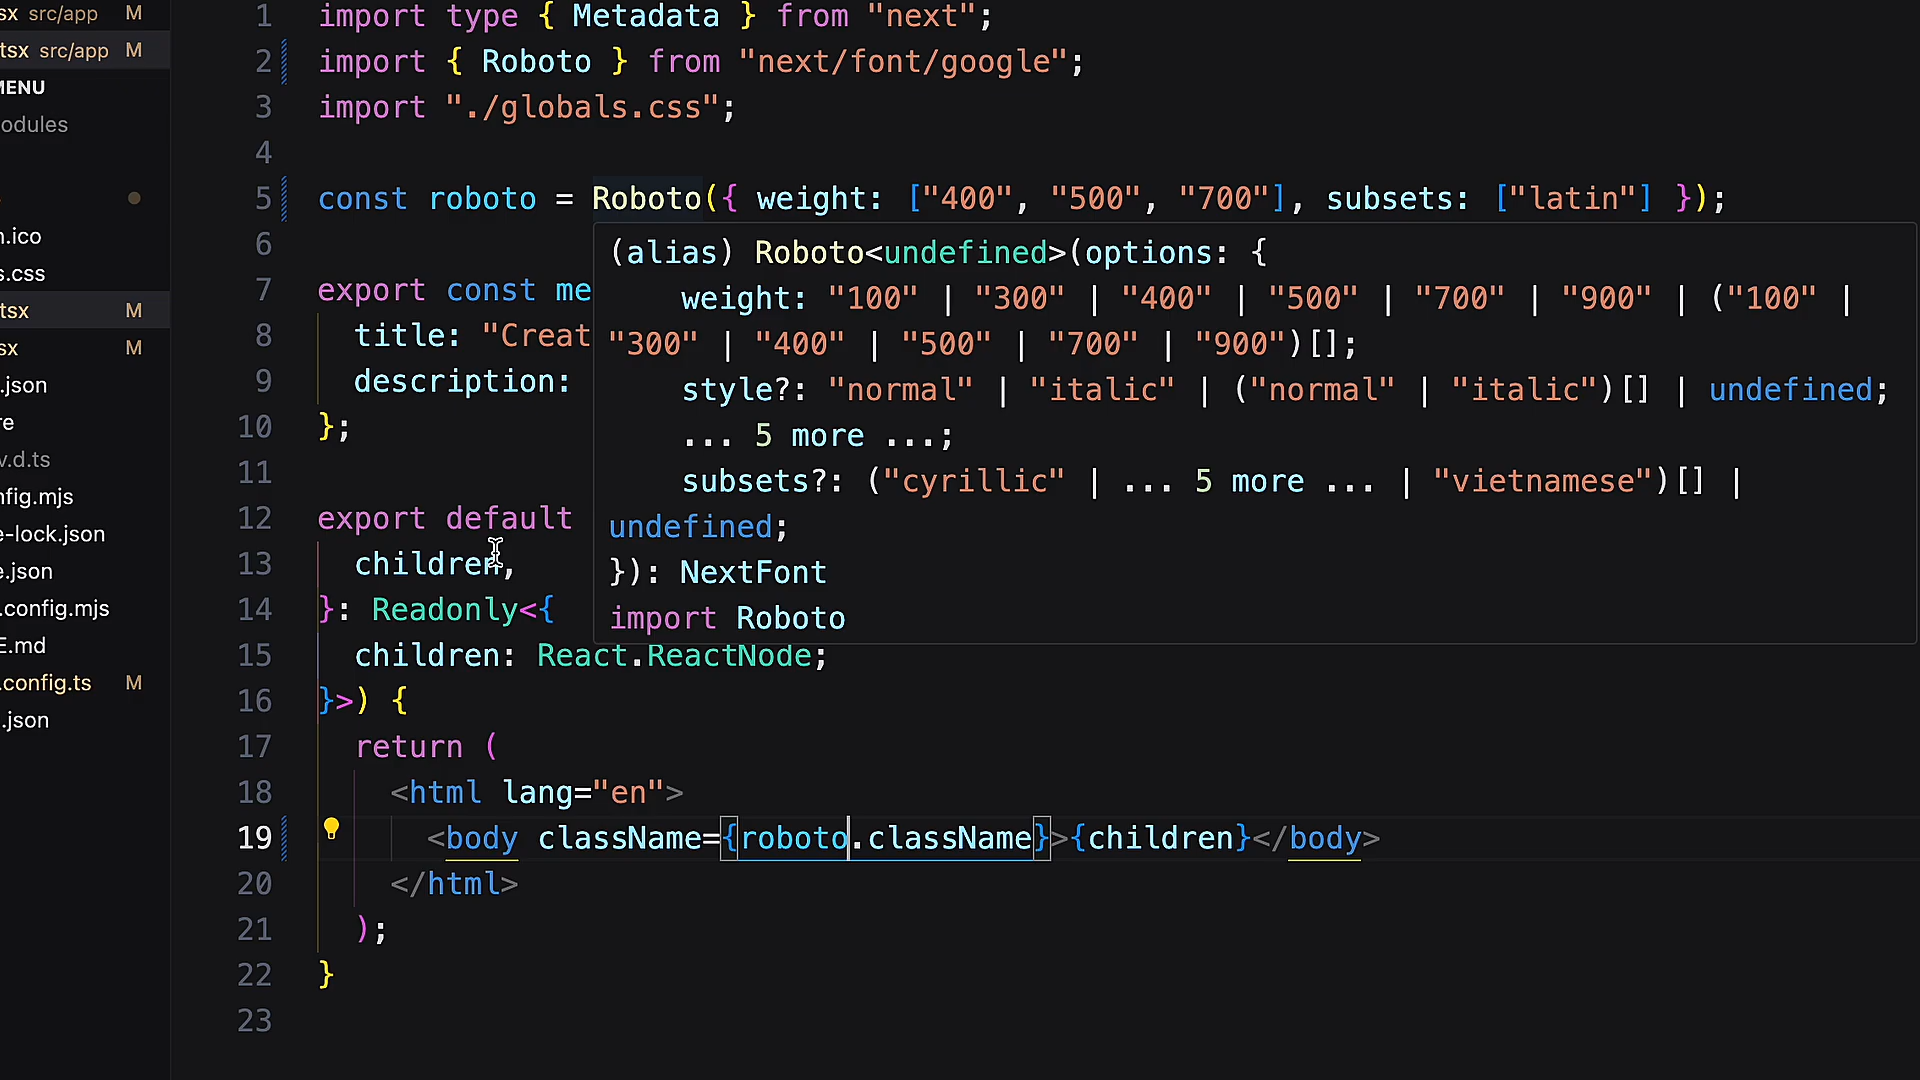 sx src/app M
tsx src/app M
MENU
odules
n.ico
s.css
tsx M
sx M
.json
re
v.d.ts
nfig.mjs
e-lock.json
e.json
.config.mjs
E.md
.config.ts M
.json
1 import type { Metadata } from "next";
2 import { Roboto } from "next/font/google";
3 import "./globals.css";
4
5 const roboto = Roboto({ weight: ["400", "500", "700"], subsets: ["latin"] });
6
7 export const me
8 title: "Creat
9 description:
10 };
11
12 export default
13 children,
14 }: Readonly<{
15 children: React.ReactNode;
16 }>) {
17 return (
18 <html lang="en">
19 <body className={roboto.className}>{children}</body>
20 </html>
21 );
22 }
23
(alias) Roboto<undefined>(options: {
weight: "100" | "300" | "400" | "500" | "700" | "900" | ("100" |
"300" | "400" | "500" | "700" | "900")[];
style?: "normal" | "italic" | ("normal" | "italic")[] | undefined;
... 5 more ...;
subsets?: ("cyrillic" | ... 5 more ... | "vietnamese")[] |
undefined;
}): NextFont
import Roboto